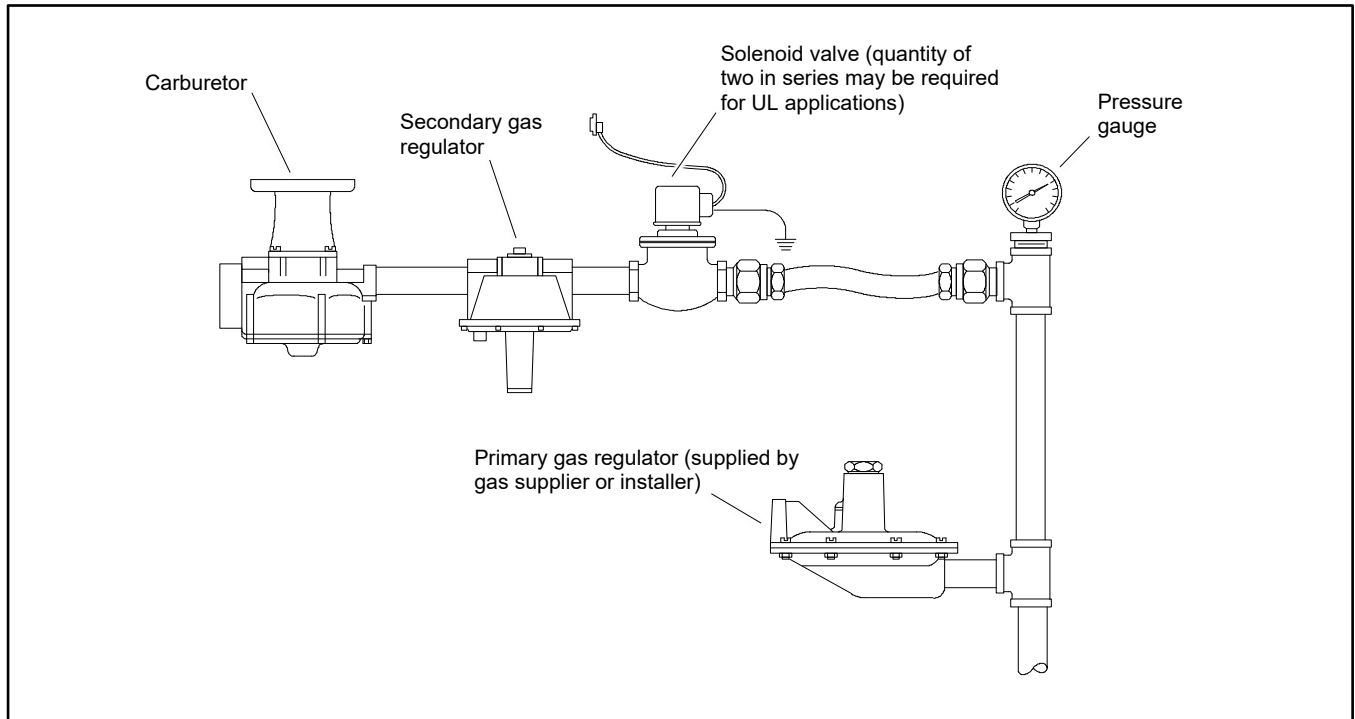 Carburetor
Secondary gas
regulator
Solenoid valve (quantity of
two in series may be required
for UL applications)
Pressure
gauge
Primary gas regulator (supplied by
gas supplier or installer)